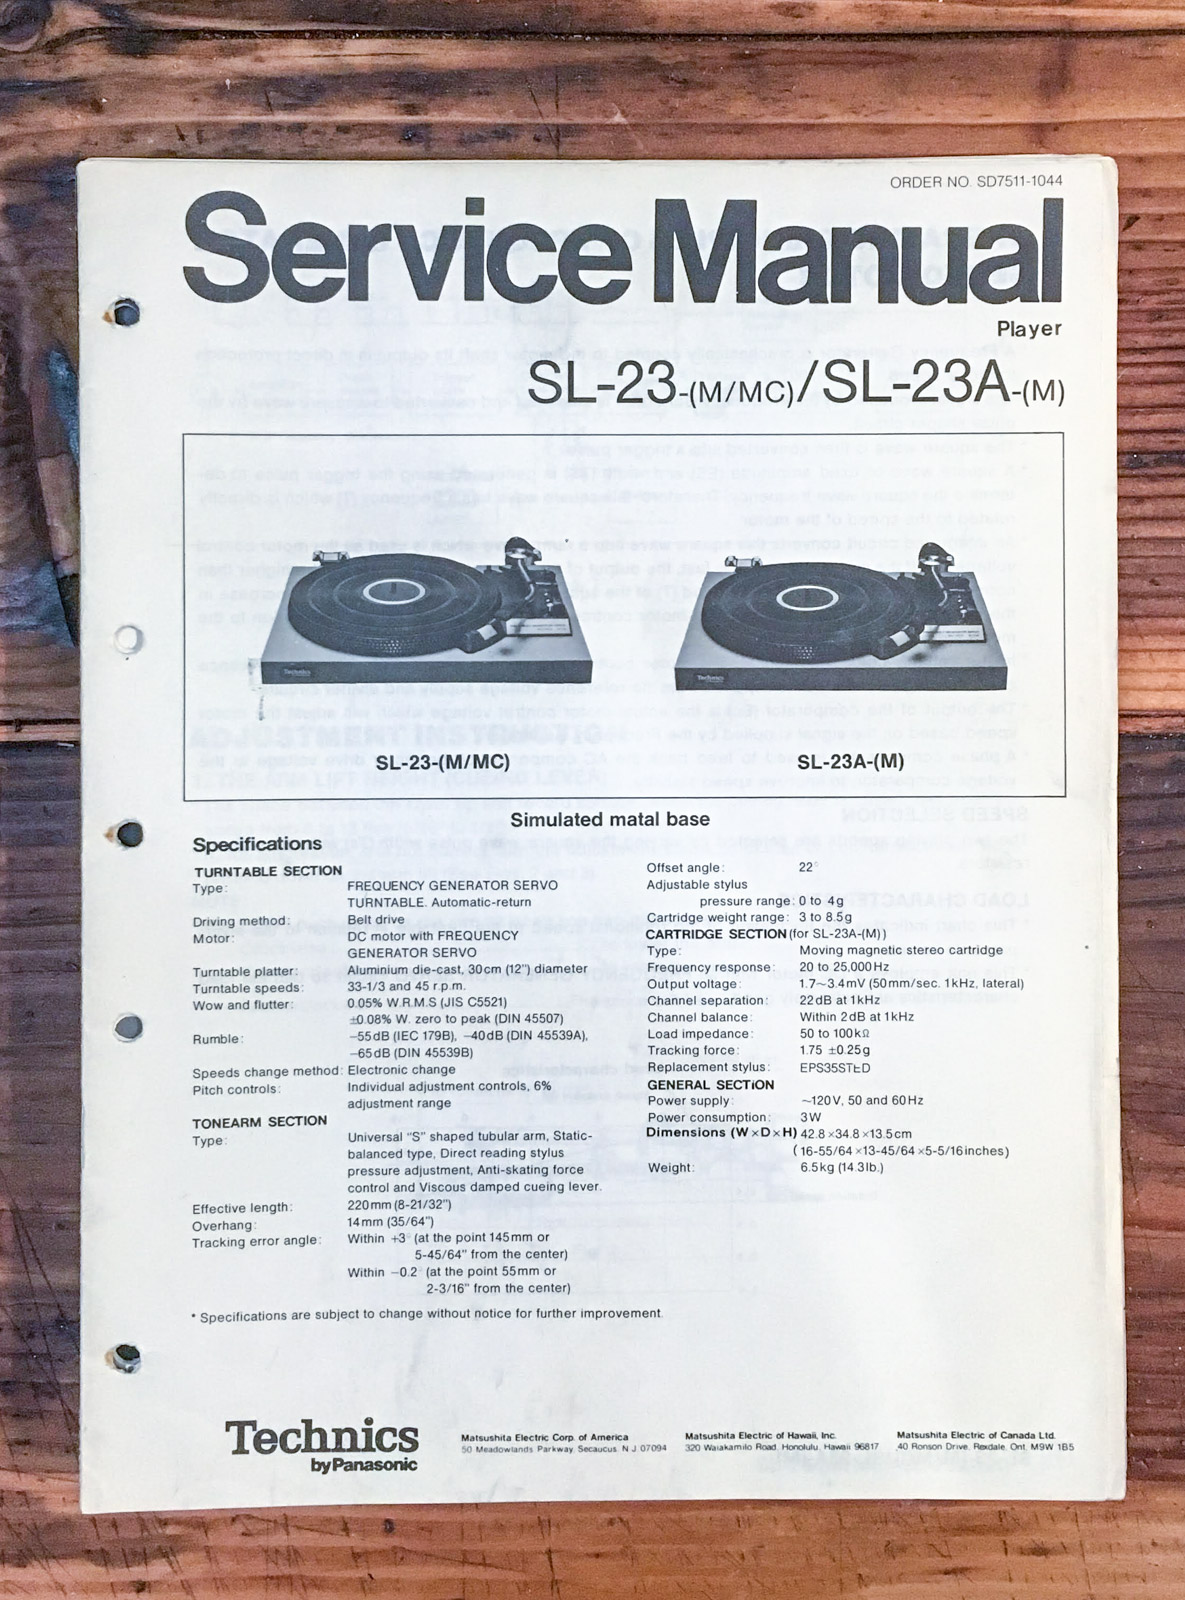 ORDER NO. SD7511-1044
Service Manual
Player
SL-23-(M/MC)/SL-23A-(M)
Technics
Technics
SL-23-(M/MC)
SL-23A-(M)
Simulated matal base
Specifications
TURNTABLE SECTION
Type: FREQUENCY GENERATOR SERVO
TURNTABLE. Automatic-return
Driving method: Belt drive
Motor: DC motor with FREQUENCY
GENERATOR SERVO
Turntable platter: Aluminium die-cast, 30cm (12") diameter
Turntable speeds: 33-1/3 and 45 r.p.m.
Wow and flutter: 0.05% W.R.M.S (JIS C5521)
±0.08% W. zero to peak (DIN 45507)
Rumble: −55dB (IEC 179B), −40dB (DIN 45539A),
−65dB (DIN 45539B)
Speeds change method: Electronic change
Pitch controls: Individual adjustment controls, 6%
adjustment range
TONEARM SECTION
Type: Universal "S" shaped tubular arm, Static-
balanced type, Direct reading stylus
pressure adjustment, Anti-skating force
control and Viscous damped cueing lever.
Effective length: 220mm (8-21/32")
Overhang: 14mm (35/64")
Tracking error angle: Within +3° (at the point 145mm or
5-45/64" from the center)
Within −0.2° (at the point 55mm or
2-3/16" from the center)
Offset angle: 22°
Adjustable stylus
pressure range: 0 to 4g
Cartridge weight range: 3 to 8.5g
CARTRIDGE SECTION (for SL-23A-(M))
Type: Moving magnetic stereo cartridge
Frequency response: 20 to 25,000Hz
Output voltage: 1.7~3.4mV (50mm/sec. 1kHz, lateral)
Channel separation: 22dB at 1kHz
Channel balance: Within 2dB at 1kHz
Load impedance: 50 to 100kΩ
Tracking force: 1.75 ±0.25g
Replacement stylus: EPS35STED
GENERAL SECTION
Power supply: ~120V, 50 and 60Hz
Power consumption: 3W
Dimensions (W×D×H) 42.8×34.8×13.5cm
(16-55/64×13-45/64×5-5/16inches)
Weight: 6.5kg (14.3lb.)
* Specifications are subject to change without notice for further improvement.
Technics
by Panasonic
Matsushita Electric Corp. of America
50 Meadowlands Parkway Secaucus N.J. 07094
Matsushita Electric of Hawaii, Inc.
320 Waiakamilo Road, Honolulu, Hawaii 96817
Matsushita Electric of Canada Ltd.
40 Ronson Drive, Rexdale, Ont. M9W 1B5